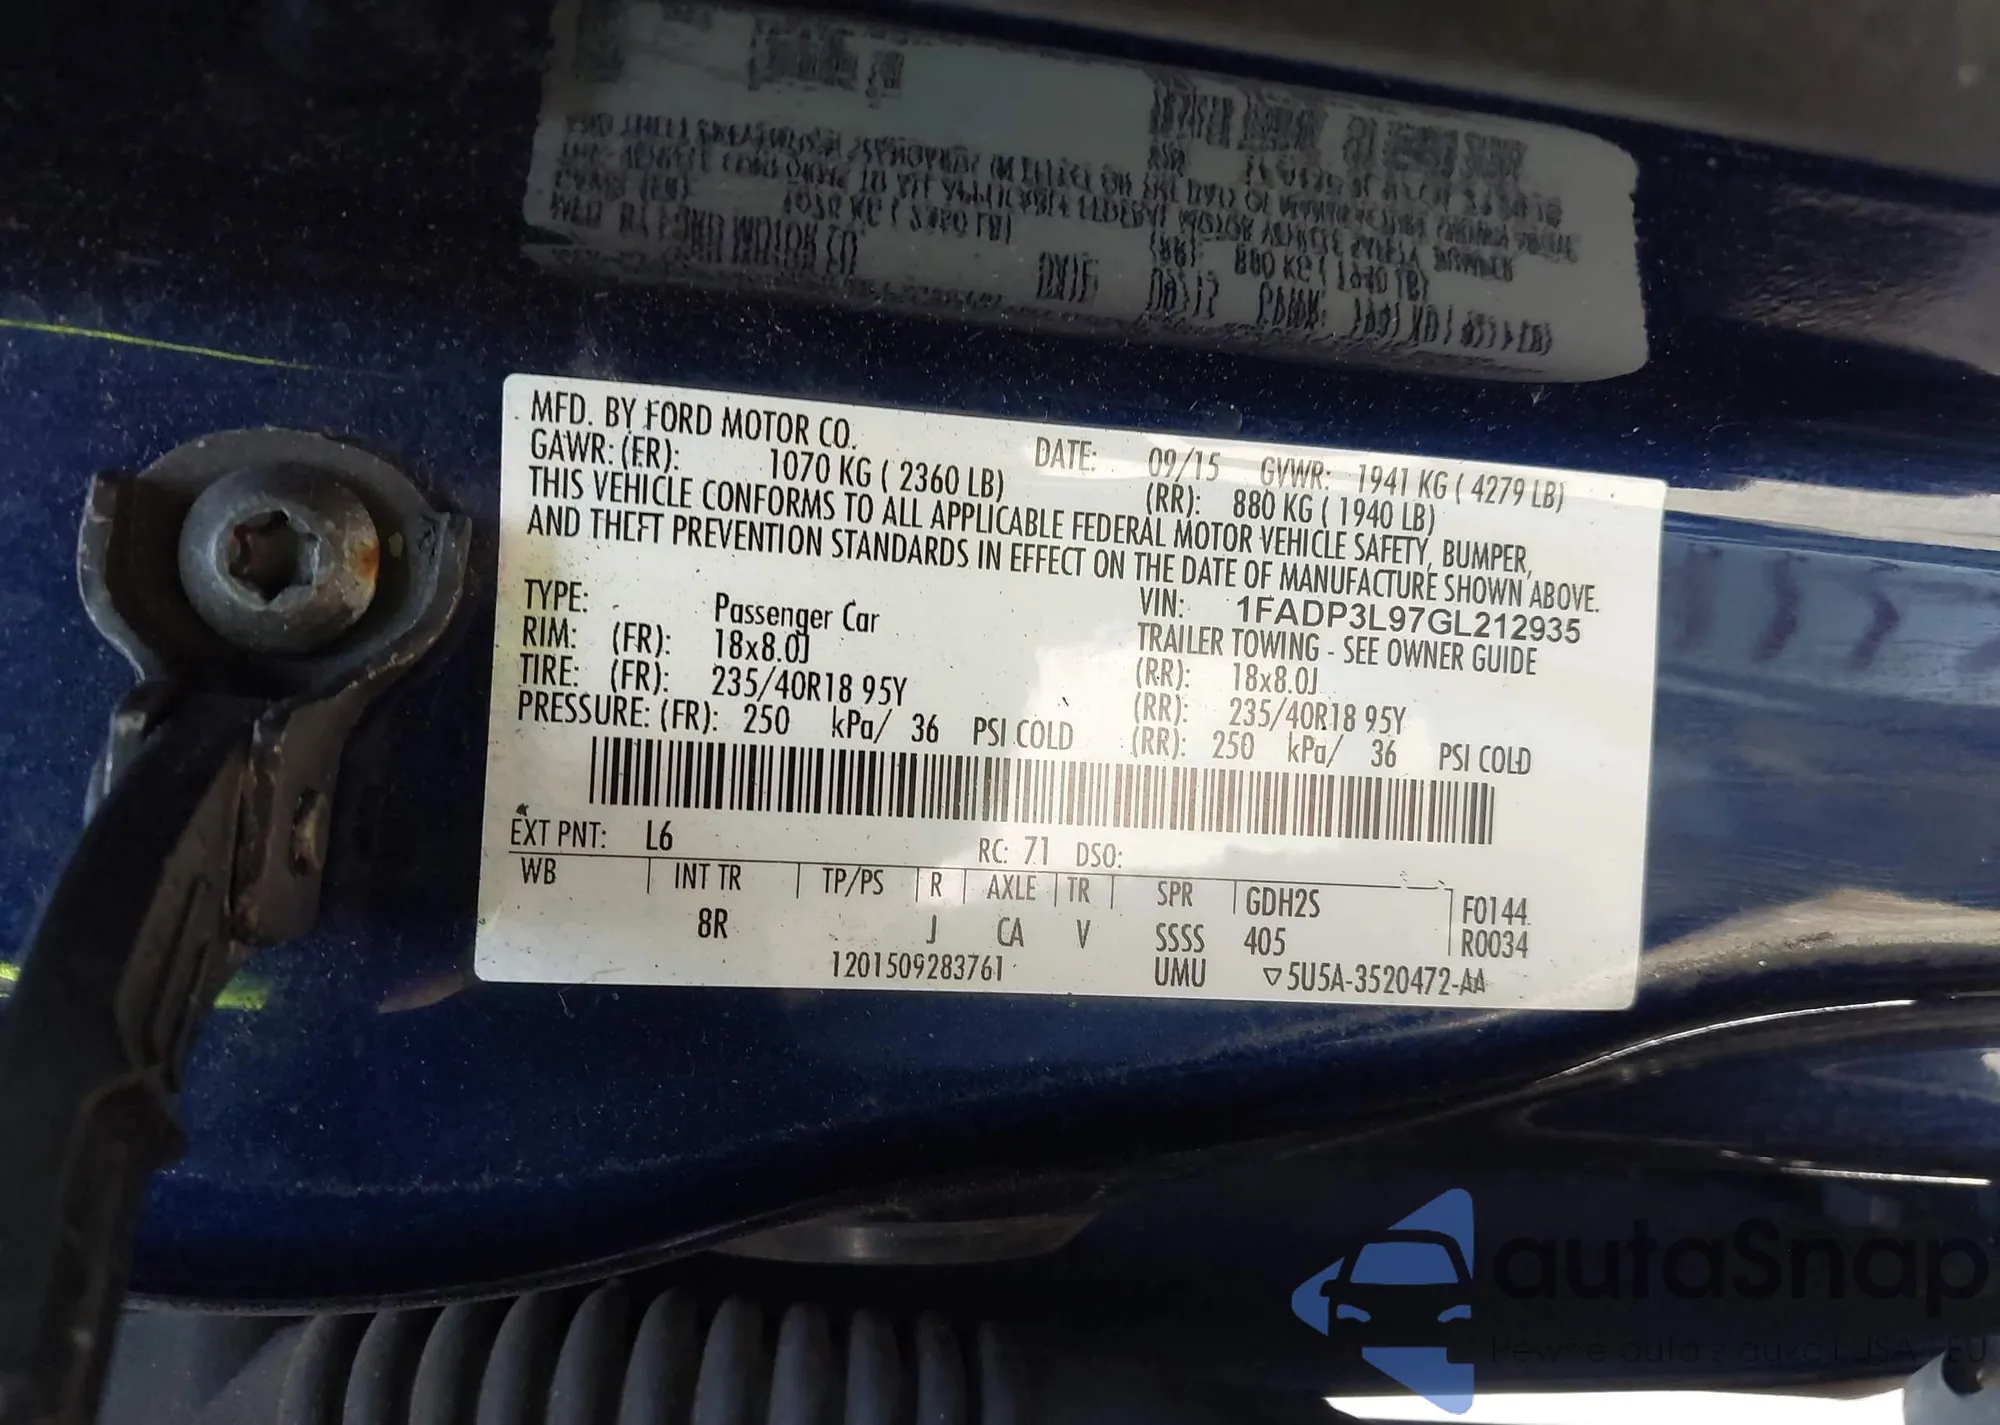 MFD. BY FORD MOTOR CO. DATE: 09/15 GVWR: 1941 KG ( 4279 LB)
GAWR: (FR): 1070 KG ( 2360 LB) (RR): 880 KG ( 1940 LB)
THIS VEHICLE CONFORMS TO ALL APPLICABLE FEDERAL MOTOR VEHICLE SAFETY, BUMPER,
AND THEFT PREVENTION STANDARDS IN EFFECT ON THE DATE OF MANUFACTURE SHOWN ABOVE.
VIN: 1FADP3L97GL212935
TYPE: Passenger Car TRAILER TOWING - SEE OWNER GUIDE
RIM: (FR): 18x8.0J (RR): 18x8.0J
TIRE: (FR): 235/40R18 95Y (RR): 235/40R18 95Y
PRESSURE: (FR): 250 kPa/ 36 PSI COLD (RR): 250 kPa/ 36 PSI COLD
EXT PNT: L6 RC: 71 DSO:
WB INT TR TP/PS R AXLE TR SPR GDH2S F0144
8R J CA V SSSS 405 R0034
1201509283761 UMU ▽5U5A-3520472-AA
autoSnap